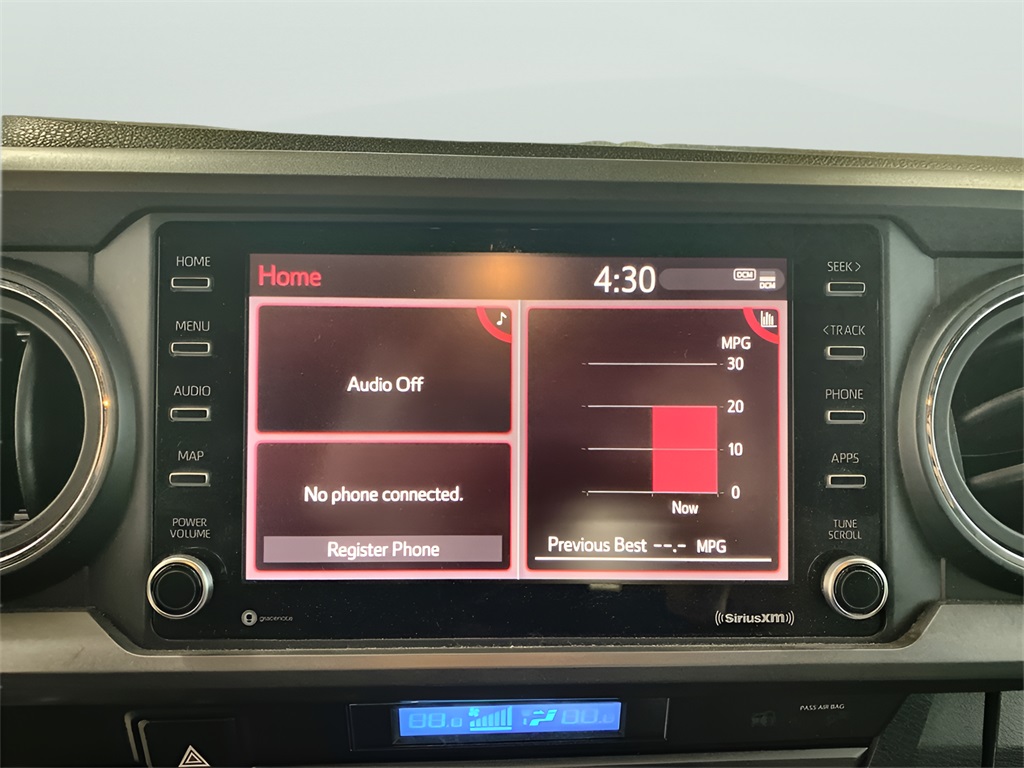 HOME
MENU
AUDIO
MAP
POWER
VOLUME
Home
4:30
DCM
DCM
Audio Off
No phone connected.
Register Phone
MPG
30
20
10
0
Now
Previous Best --.- MPG
SEEK >
< TRACK
PHONE
APPS
TUNE
SCROLL
gracenote
SiriusXM
PASS AIR BAG